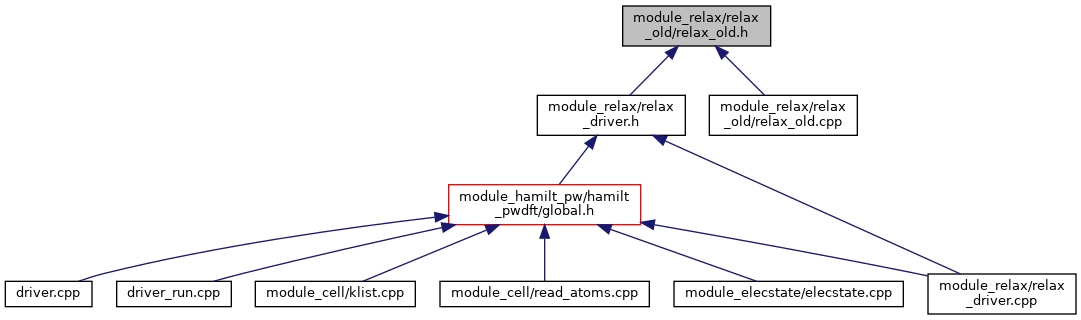 module_relax/relax
_old/relax_old.h
module_relax/relax
_driver.h
module_relax/relax
_old/relax_old.cpp
module_hamilt_pw/hamilt
_pwdft/global.h
driver.cpp
driver_run.cpp
module_cell/klist.cpp
module_cell/read_atoms.cpp
module_elecstate/elecstate.cpp
module_relax/relax
_driver.cpp